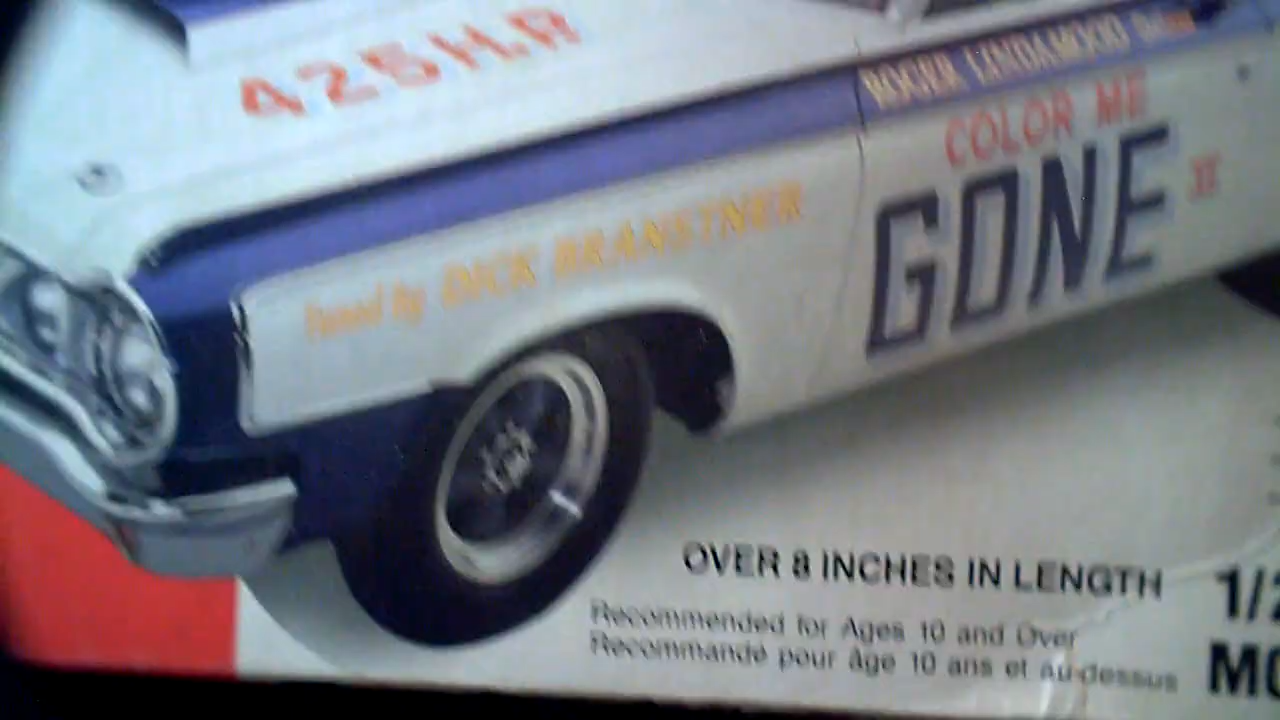 425 H.P.
ROGER LINDAMOOD
COLOR ME
GONE II
Tuned by DICK BRANSTNER
OVER 8 INCHES IN LENGTH
Recommended for Ages 10 and Over
Recommandé pour âge 10 ans et au-dessus
1/2
MO